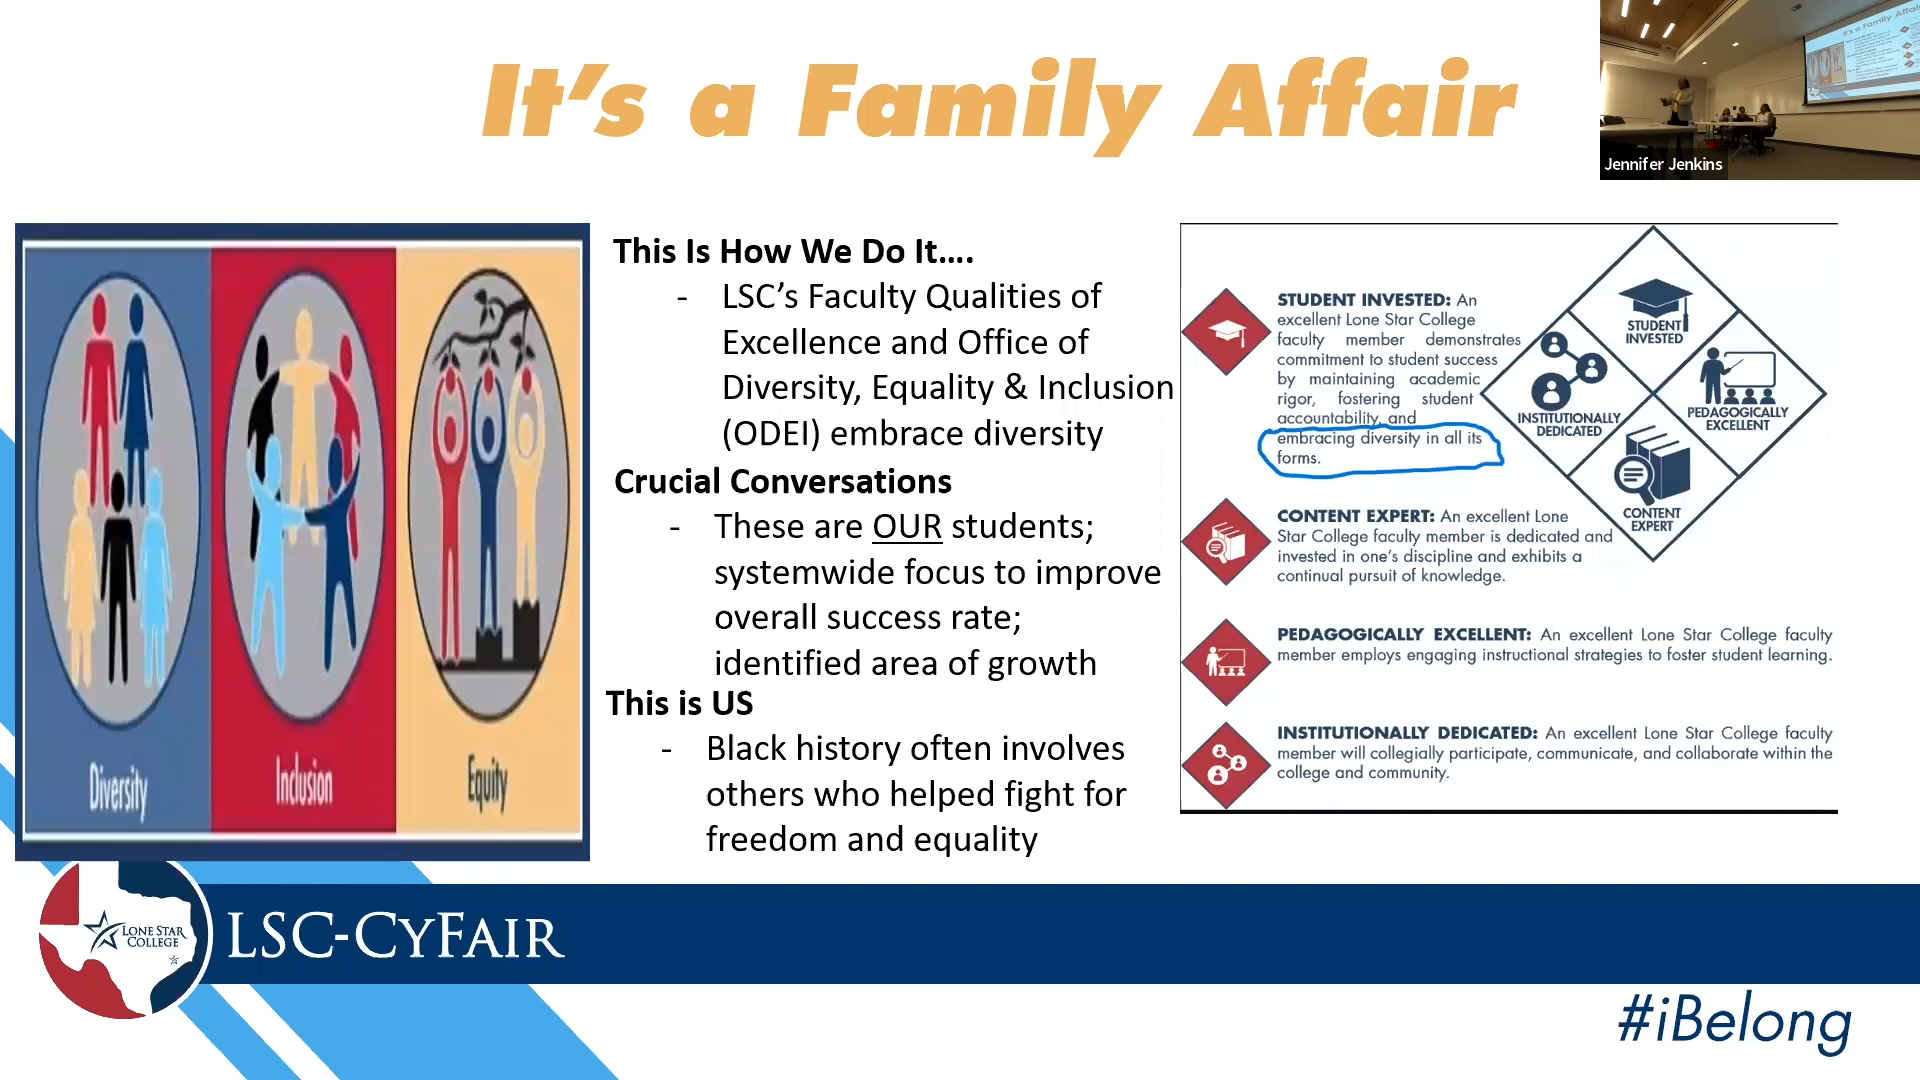 It's a Family Affair
Jennifer Jenkins
This Is How We Do It....
- LSC's Faculty Qualities of
Excellence and Office of
Diversity, Equality & Inclusion
(ODEI) embrace diversity
Crucial Conversations
- These are OUR students;
systemwide focus to improve
overall success rate;
identified area of growth
This is US
- Black history often involves
others who helped fight for
freedom and equality
Diversity
Inclusion
Equity
STUDENT INVESTED: An
excellent Lone Star College
faculty member demonstrates
commitment to student success
by maintaining academic
rigor, fostering student
accountability, and
embracing diversity in all its
forms.
CONTENT EXPERT: An excellent Lone
Star College faculty member is dedicated and
invested in one's discipline and exhibits a
continual pursuit of knowledge.
PEDAGOGICALLY EXCELLENT: An excellent Lone Star College faculty
member employs engaging instructional strategies to foster student learning.
INSTITUTIONALLY DEDICATED: An excellent Lone Star College faculty
member will collegially participate, communicate, and collaborate within the
college and community.
STUDENT
INVESTED
INSTITUTIONALLY
DEDICATED
PEDAGOGICALLY
EXCELLENT
CONTENT
EXPERT
LONE STAR
COLLEGE
LSC-CYFAIR
#iBelong
It's a Family Affair